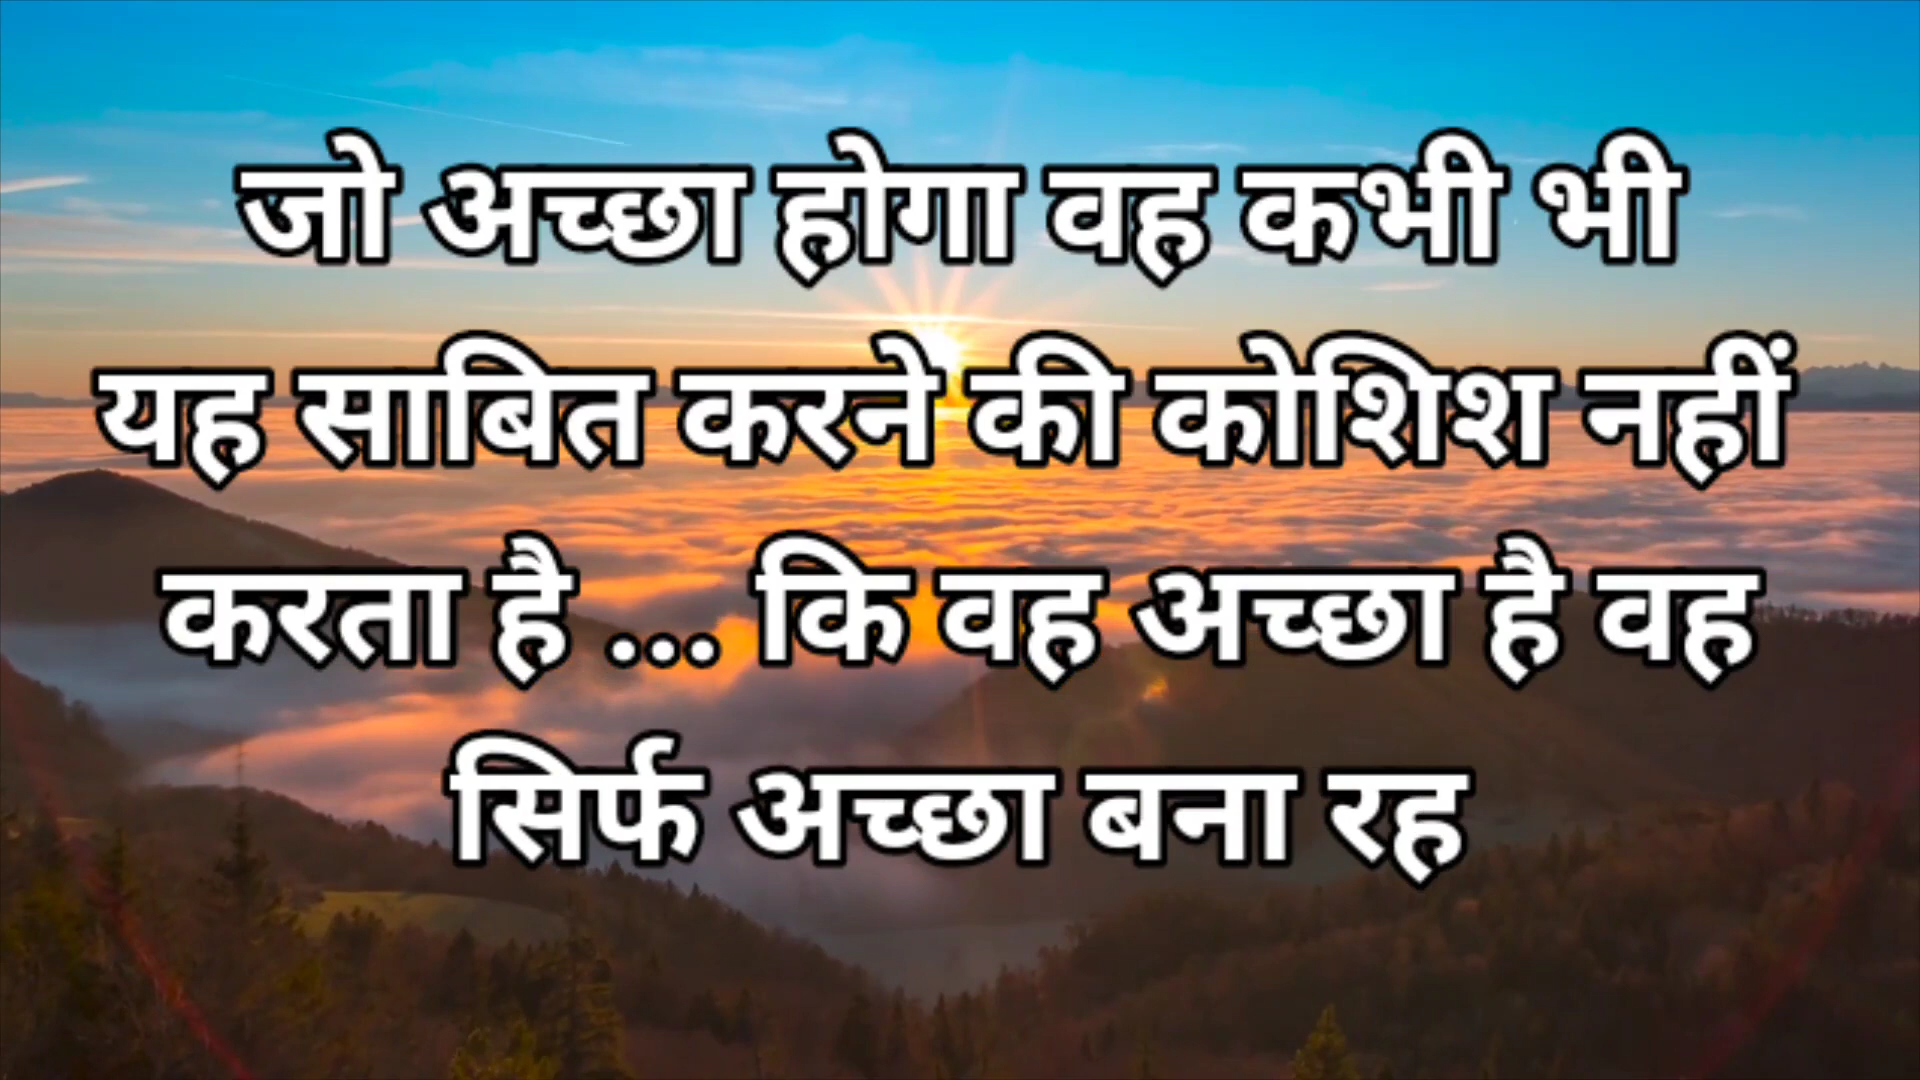 जो अच्छा होगा वह कभी भी
यह साबित करने की कोशिश नहीं
करता है ... कि वह अच्छा है वह
सिर्फ अच्छा बना रह